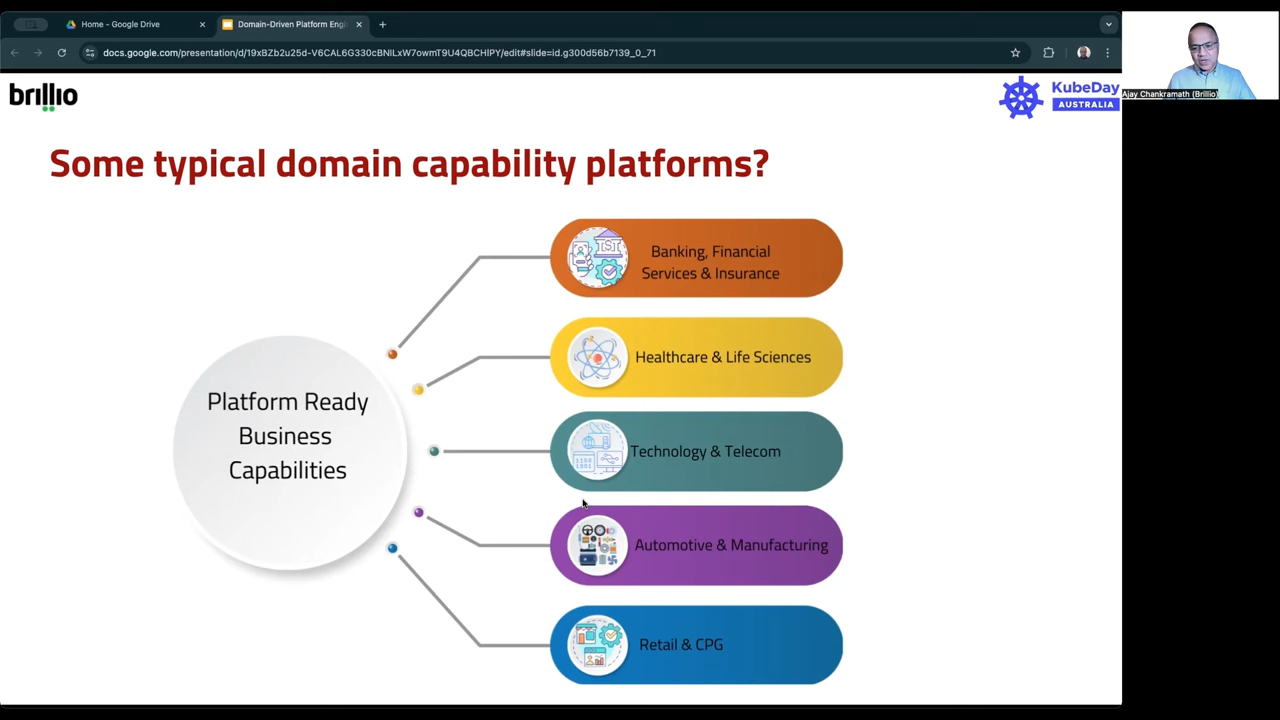 Home - Google Drive
Domain-Driven Platform Engi
docs.google.com/presentation/d/19xBZb2u25d-V6CAL6G330cBNILxW7owmT9U4QBCHIPY/edit#slide=id.g300d56b7139_0_71
brillio
KubeDay
AUSTRALIA
Ajay Chankramath (Brillio)
Some typical domain capability platforms?
Banking, Financial
Services & Insurance
Healthcare & Life Sciences
Platform Ready
Business
Capabilities
Technology & Telecom
Automotive & Manufacturing
Retail & CPG